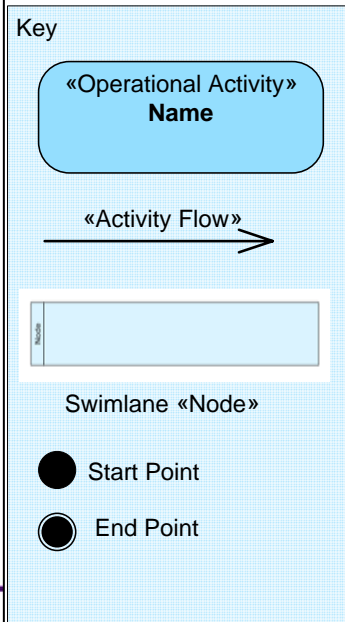 Key
«Operational Activity»
Name
«Activity Flow»
Node
Swimlane «Node»
Start Point
End Point